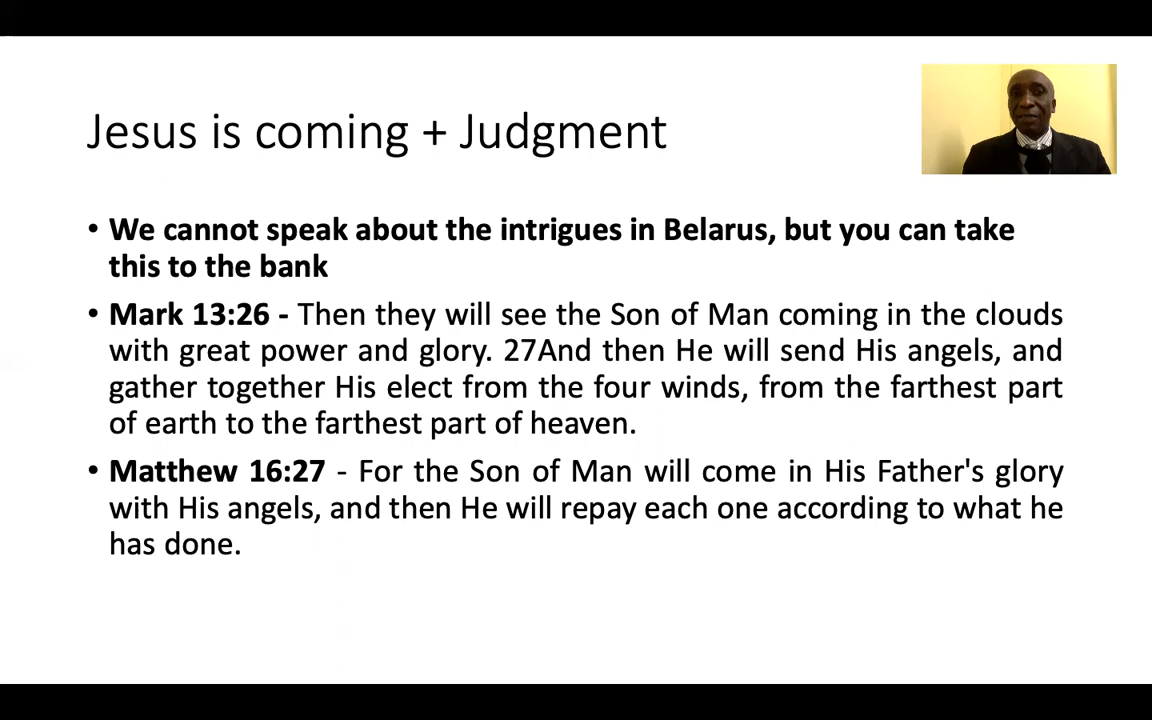 Jesus is coming + Judgment
• We cannot speak about the intrigues in Belarus, but you can take
this to the bank
• Mark 13:26 - Then they will see the Son of Man coming in the clouds
with great power and glory. 27And then He will send His angels, and
gather together His elect from the four winds, from the farthest part
of earth to the farthest part of heaven.
• Matthew 16:27 - For the Son of Man will come in His Father's glory
with His angels, and then He will repay each one according to what he
has done.